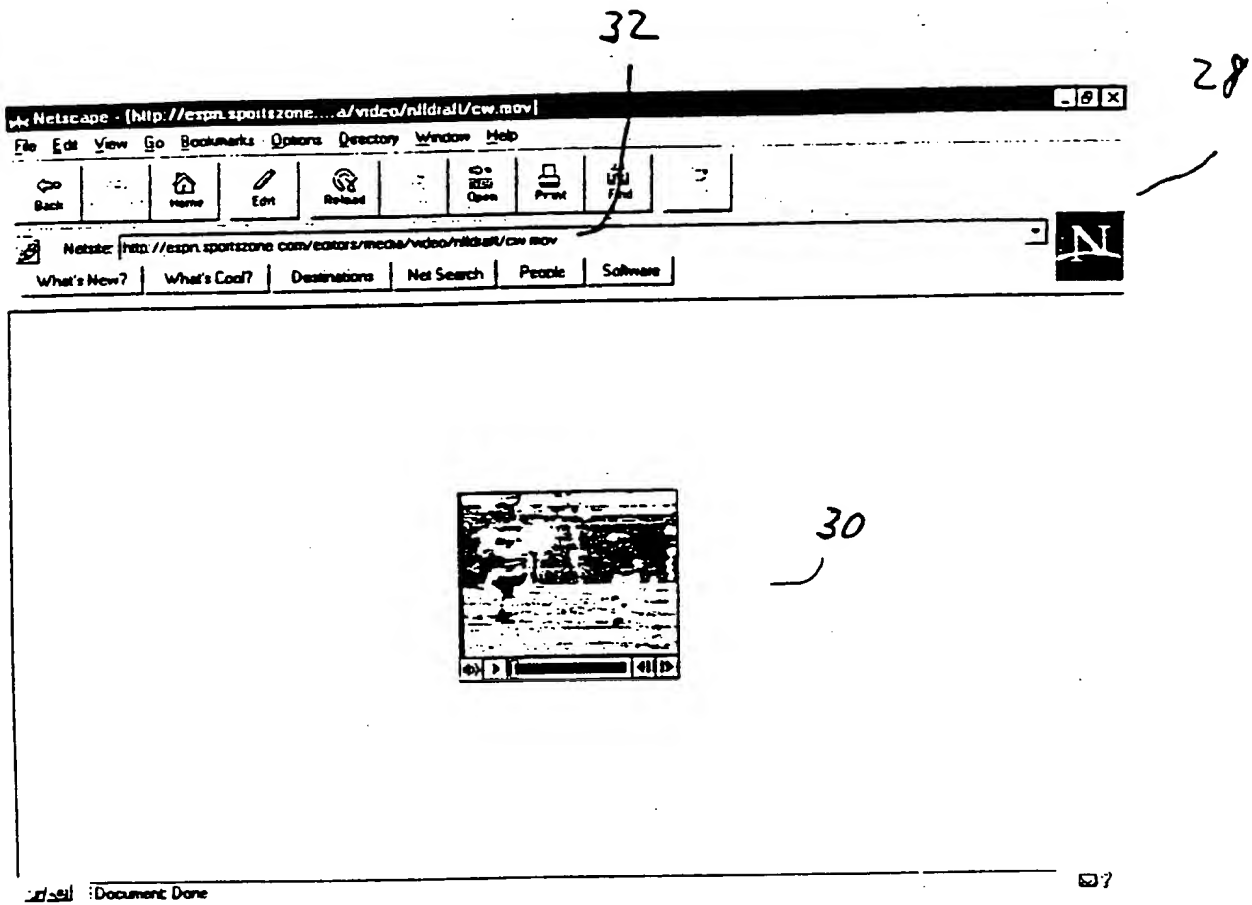 32
28
Netscape - [http://espn.sportszone....a/video/nfldraft/cw.mov]
File Edit View Go Bookmarks Options Directory Window Help
Back Home Edit Reload Open Print Find
Netsite: http://espn.sportszone.com/editors/media/video/nfldraft/cw.mov
N
What's New? What's Cool? Destinations Net Search People Software
30
Document: Done